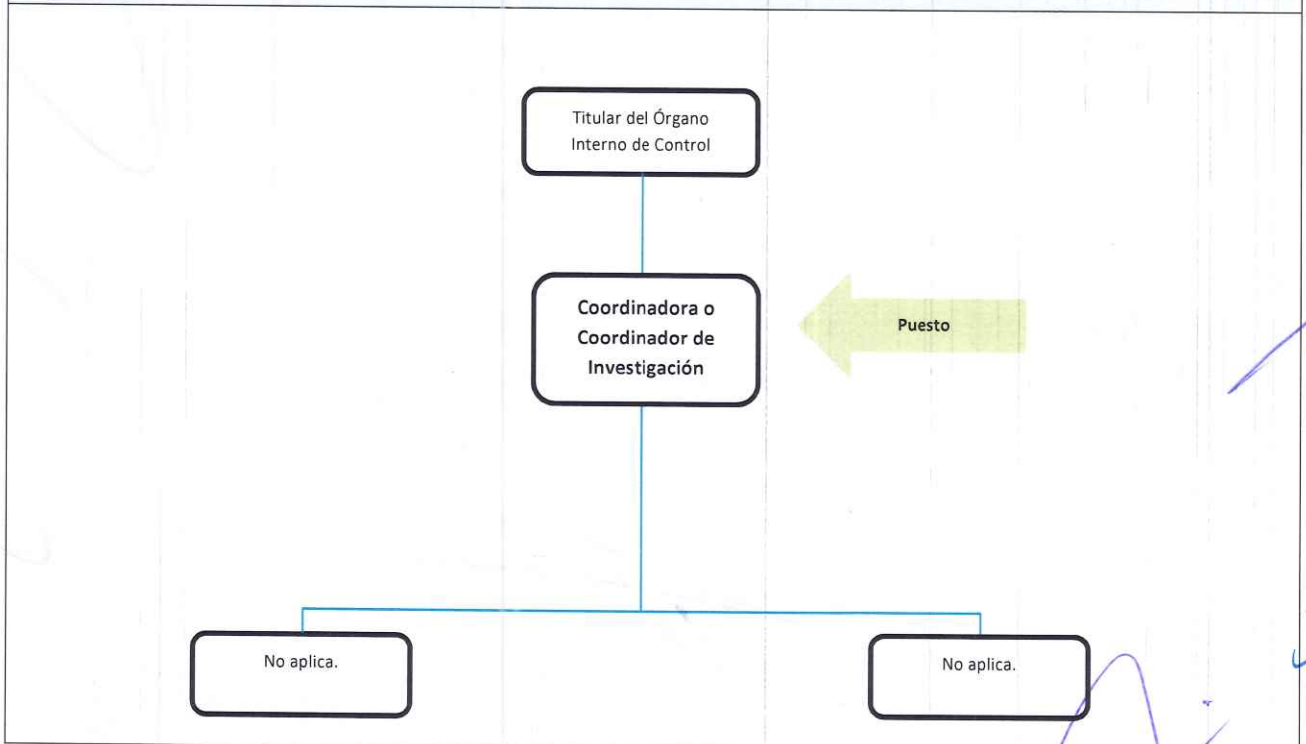 Titular del Órgano
Interno de Control
Coordinadora o
Coordinador de
Investigación
Puesto
No aplica.
No aplica.